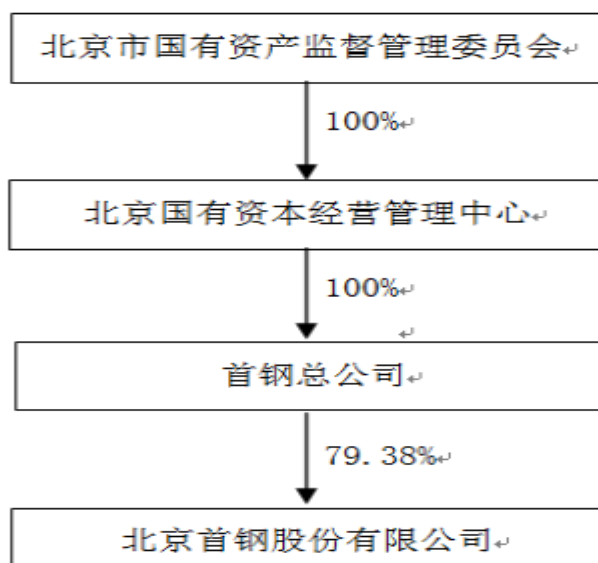 北京市国有资产监督管理委员会↵
100%↵
北京国有资本经营管理中心↵
100%↵
↵
首钢总公司↵
79.38%↵
北京首钢股份有限公司↵